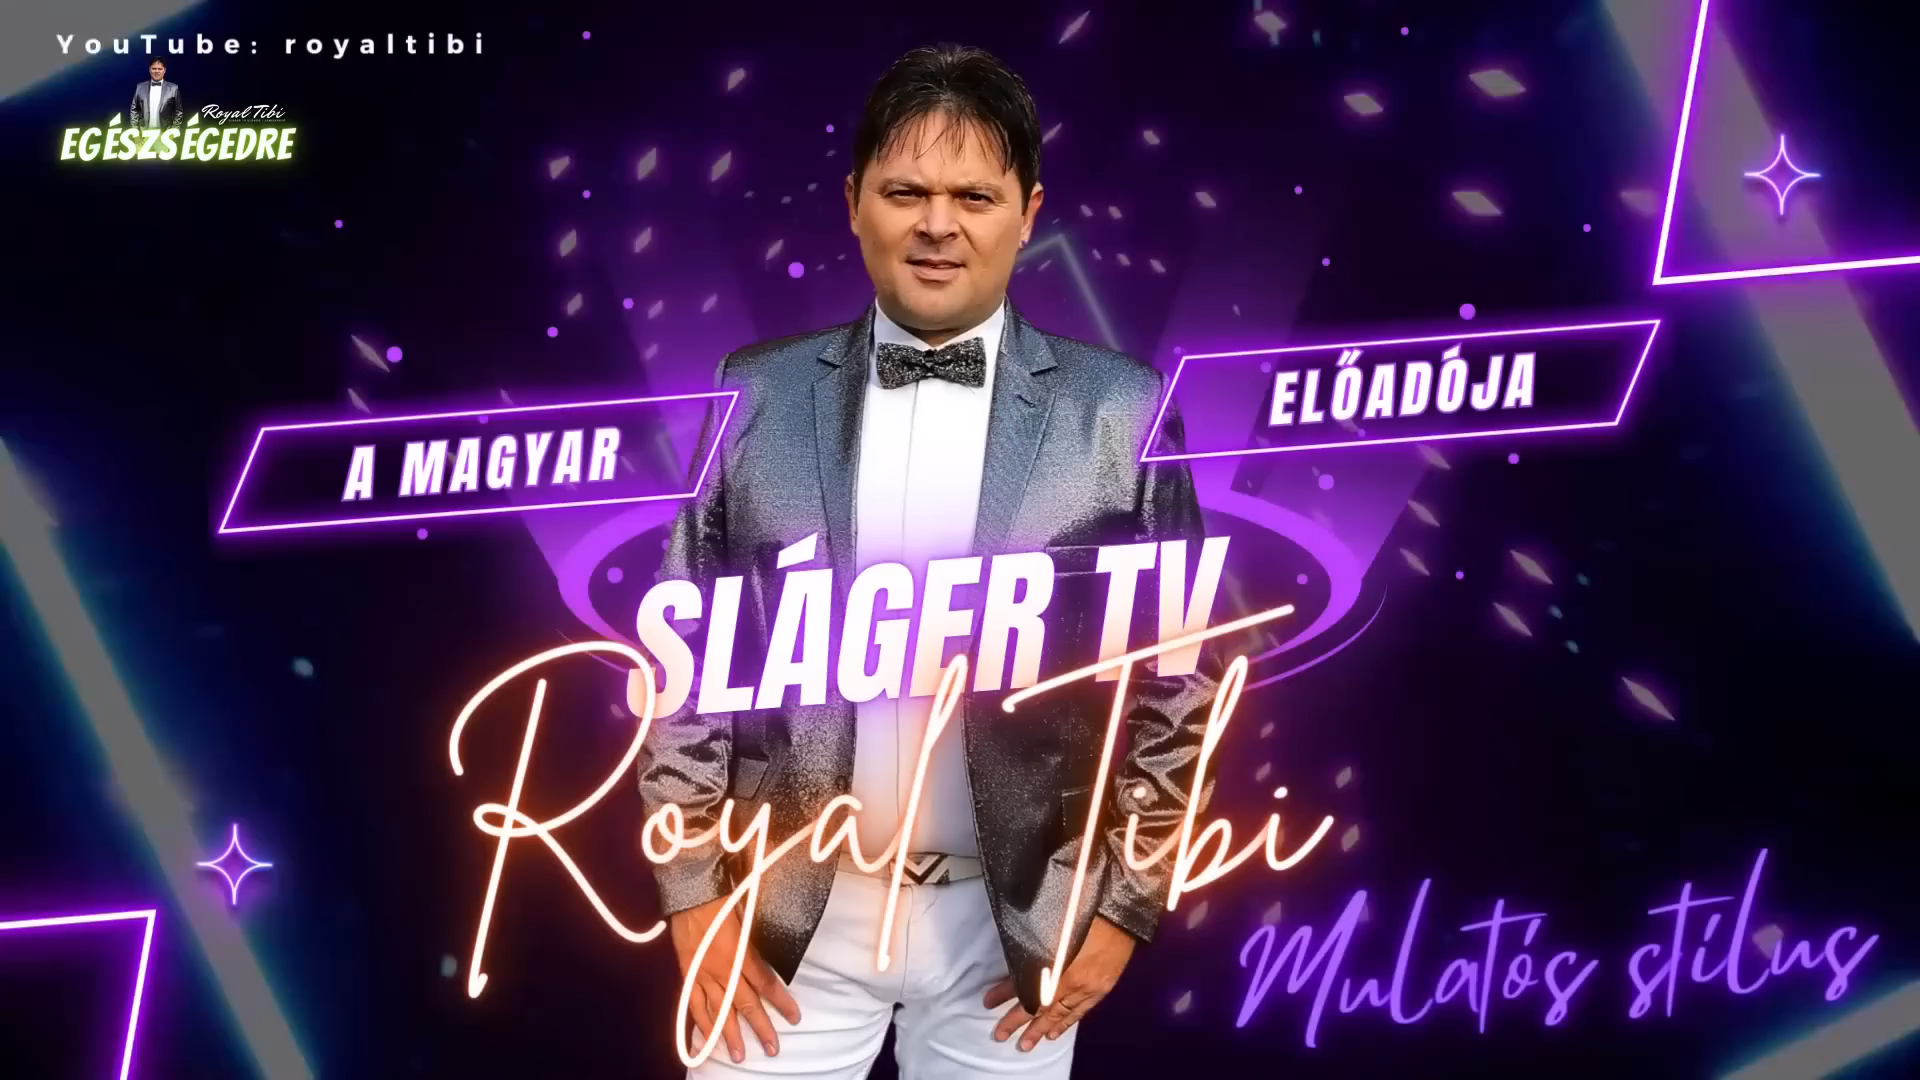 YouTube: royaltibi
Royal Tibi
EGÉSZSÉGEDRE
A MAGYAR
ELŐADÓJA
SLÁGER TV
Royal Tibi
Mulatós stílus